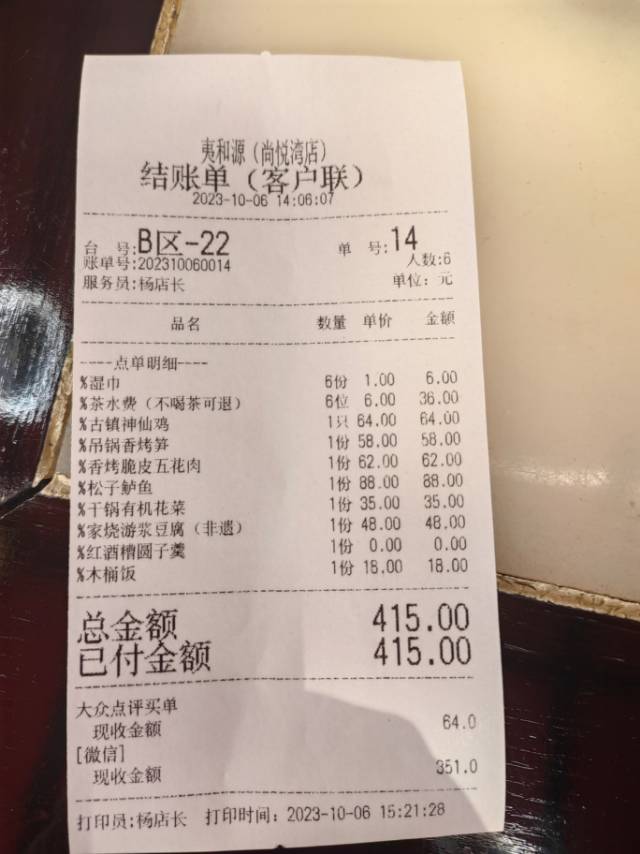 夷和源（尚悦湾店）
结账单（客户联）
2023-10-06 14:06:07
台 号:B区-22 单 号:14
账单号:202310060014 人数:6
服务员:杨店长 单位: 元
品名 数量 单价 金额
----点单明细----
%湿巾 6份 1.00 6.00
%茶水费（不喝茶可退） 6位 6.00 36.00
%古镇神仙鸡 1只 64.00 64.00
%吊锅香烤笋 1份 58.00 58.00
%香烤脆皮五花肉 1份 62.00 62.00
%松子鲈鱼 1份 88.00 88.00
%干锅有机花菜 1份 35.00 35.00
%家烧游浆豆腐（非遗） 1份 48.00 48.00
%红酒糟圆子羹 1份 0.00 0.00
%木桶饭 1份 18.00 18.00
总金额 415.00
已付金额 415.00
大众点评买单
现收金额 64.0
[微信]
现收金额 351.0
打印员:杨店长 打印时间: 2023-10-06 15:21:28